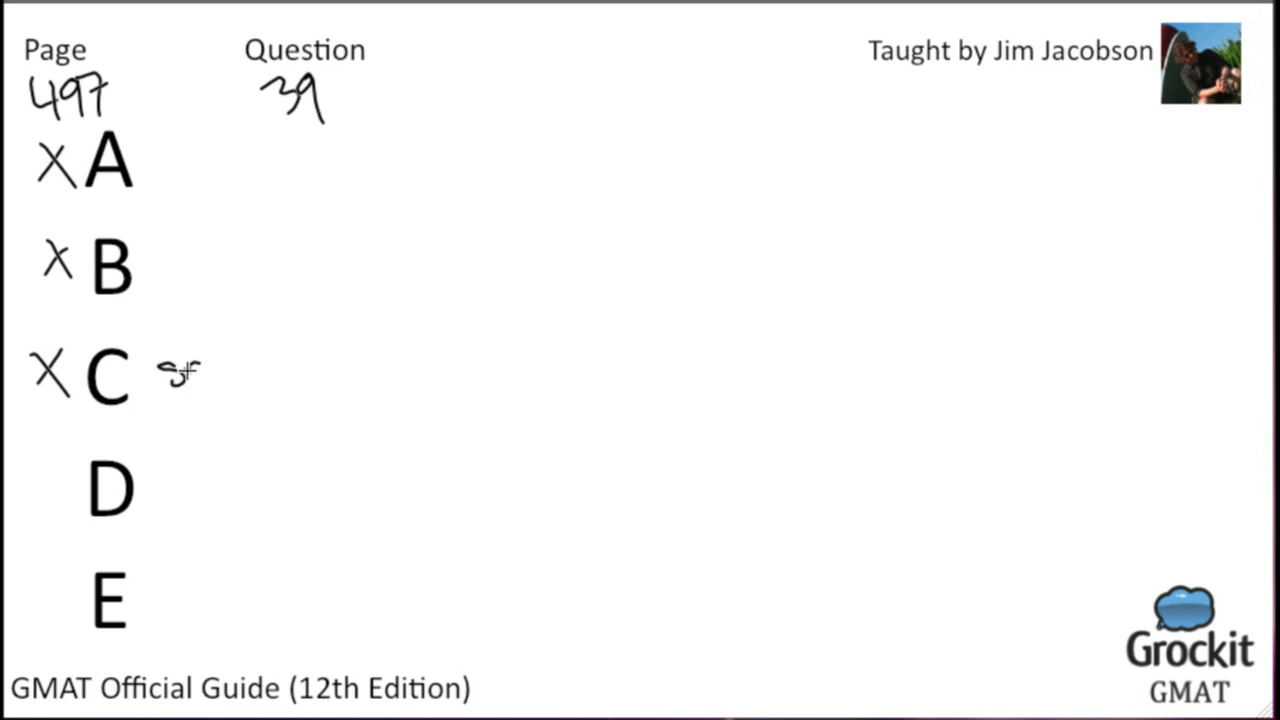 Page Question Taught by Jim Jacobson
497 39
X A
X B
X C
D
E
Grockit
GMAT
GMAT Official Guide (12th Edition)